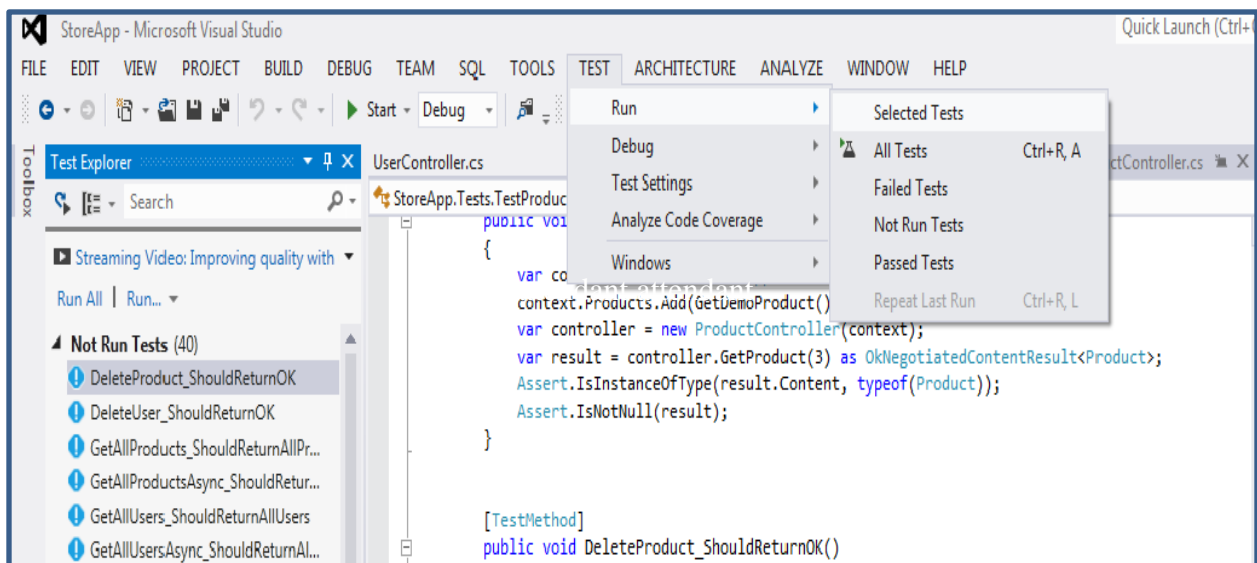 StoreApp - Microsoft Visual Studio
Quick Launch (Ctrl+
FILE EDIT VIEW PROJECT BUILD DEBUG TEAM SQL TOOLS TEST ARCHITECTURE ANALYZE WINDOW HELP
Start Debug
Run
Debug
Test Settings
Analyze Code Coverage
Windows
Selected Tests
All Tests Ctrl+R, A
Failed Tests
Not Run Tests
Passed Tests
Repeat Last Run Ctrl+R, L
Toolbox
Test Explorer
Search
Streaming Video: Improving quality with
Run All | Run...
Not Run Tests (40)
DeleteProduct_ShouldReturnOK
DeleteUser_ShouldReturnOK
GetAllProducts_ShouldReturnAllPr...
GetAllProductsAsync_ShouldRetur...
GetAllUsers_ShouldReturnAllUsers
GetAllUsersAsync_ShouldReturnAl...
UserController.cs
ctController.cs
StoreApp.Tests.TestProduc
public voi
{
var co
dant attendant
context.Products.Add(GetDemoProduct()
var controller = new ProductController(context);
var result = controller.GetProduct(3) as OkNegotiatedContentResult<Product>;
Assert.IsInstanceOfType(result.Content, typeof(Product));
Assert.IsNotNull(result);
}
[TestMethod]
public void DeleteProduct_ShouldReturnOK()